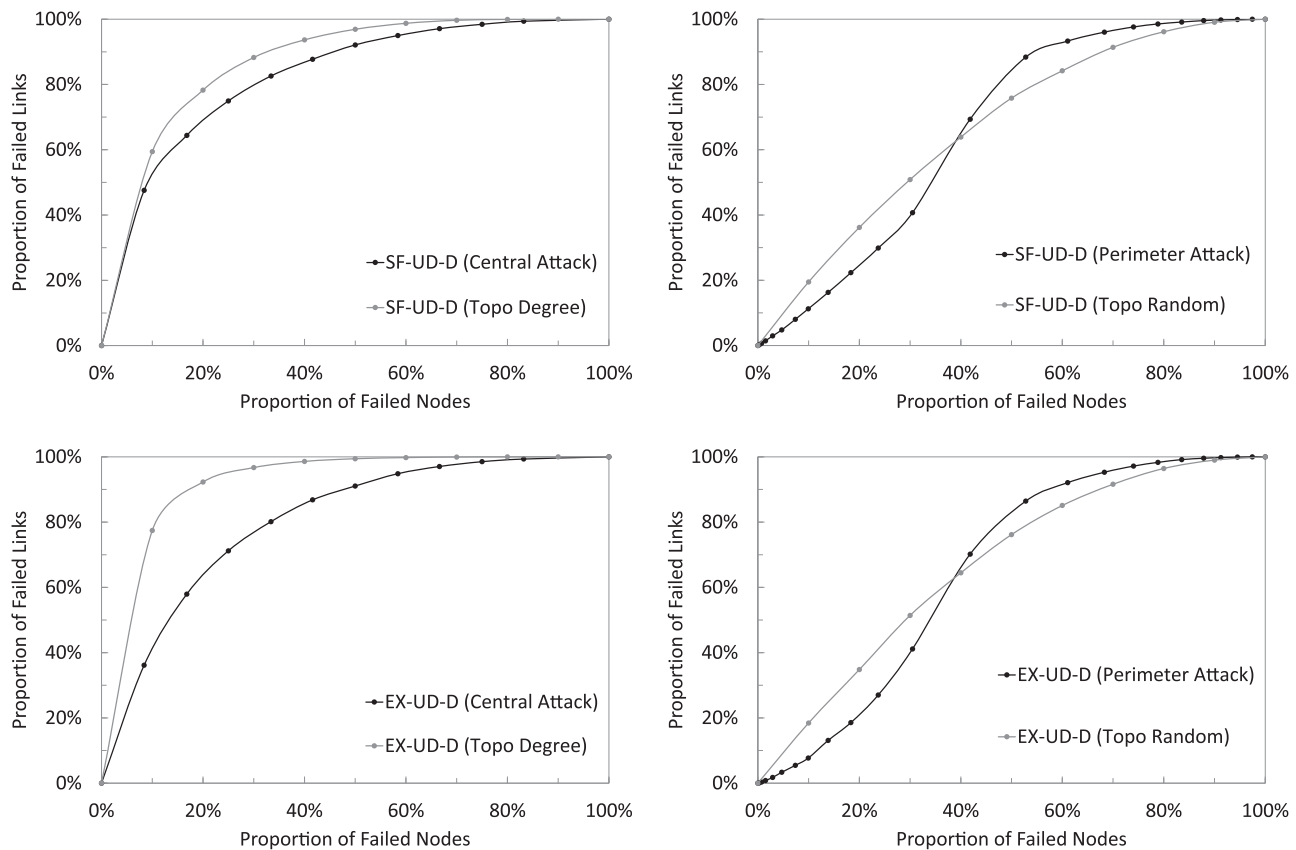 100%
80%
60%
40%
20%
0%
Proportion of Failed Links
SF-UD-D (Central Attack)
SF-UD-D (Topo Degree)
0% 20% 40% 60% 80% 100%
Proportion of Failed Nodes
100%
80%
60%
40%
20%
0%
Proportion of Failed Links
SF-UD-D (Perimeter Attack)
SF-UD-D (Topo Random)
0% 20% 40% 60% 80% 100%
Proportion of Failed Nodes
100%
80%
60%
40%
20%
0%
Proportion of Failed Links
EX-UD-D (Central Attack)
EX-UD-D (Topo Degree)
0% 20% 40% 60% 80% 100%
Proportion of Failed Nodes
100%
80%
60%
40%
20%
0%
Proportion of Failed Links
EX-UD-D (Perimeter Attack)
EX-UD-D (Topo Random)
0% 20% 40% 60% 80% 100%
Proportion of Failed Nodes